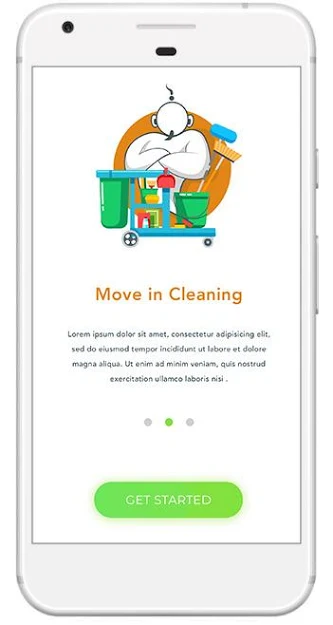 Move in Cleaning
Lorem ipsum dolor sit amet, consectetur adipisicing elit,
sed do eiusmod tempor incididunt ut labore et dolore
magna aliqua. Ut enim ad minim veniam, quis nostrud
exercitation ullamco laboris nisi .
GET STARTED